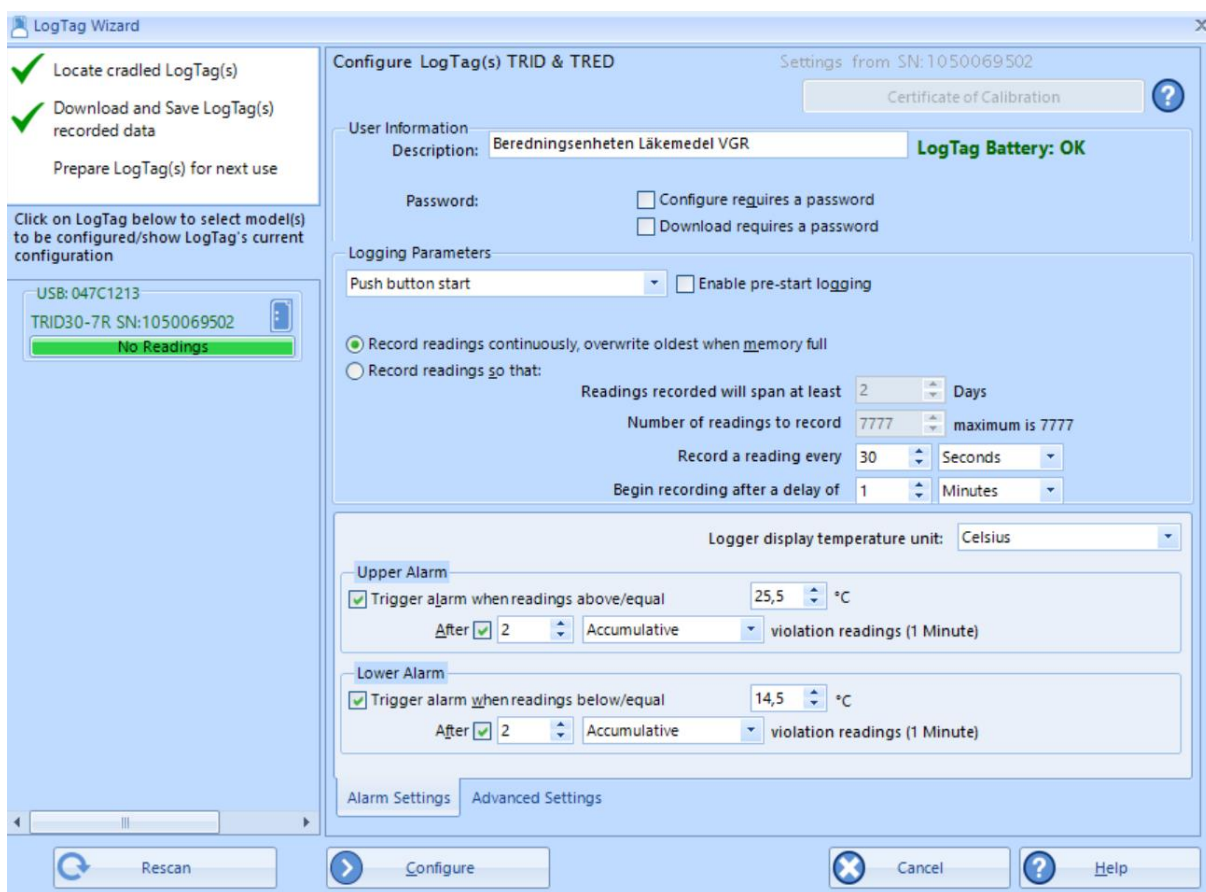 LogTag Wizard
Locate cradled LogTag(s)
Download and Save LogTag(s)
recorded data
Prepare LogTag(s) for next use
Click on LogTag below to select model(s)
to be configured/show LogTag's current
configuration
USB: 047C1213
TRID30-7R SN:1050069502
No Readings
Configure LogTag(s) TRID & TRED
Settings from SN:1050069502
Certificate of Calibration
?
User Information
Description: Beredningsenheten Läkemedel VGR
LogTag Battery: OK
Password:
Configure requires a password
Download requires a password
Logging Parameters
Push button start
Enable pre-start logging
Record readings continuously, overwrite oldest when memory full
Record readings so that:
Readings recorded will span at least 2 Days
Number of readings to record 7777 maximum is 7777
Record a reading every 30 Seconds
Begin recording after a delay of 1 Minutes
Logger display temperature unit: Celsius
Upper Alarm
Trigger alarm when readings above/equal 25,5 °C
After 2 Accumulative violation readings (1 Minute)
Lower Alarm
Trigger alarm when readings below/equal 14,5 °C
After 2 Accumulative violation readings (1 Minute)
Alarm Settings Advanced Settings
Rescan
Configure
Cancel
? Help